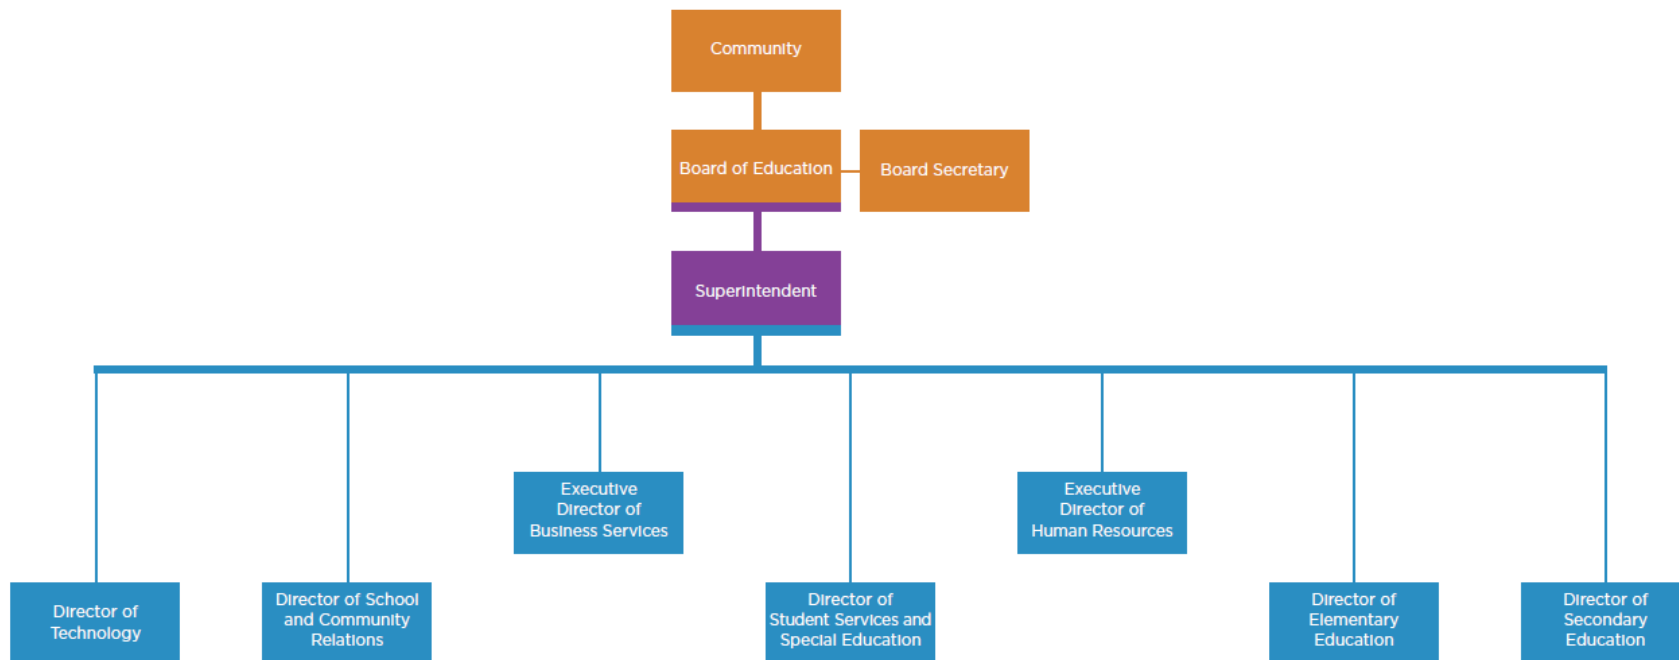 Community
Board of Education
Board Secretary
Superintendent
Executive
Director of
Business Services
Executive
Director of
Human Resources
Director of
Technology
Director of School
and Community
Relations
Director of
Student Services and
Special Education
Director of
Elementary
Education
Director of
Secondary
Education